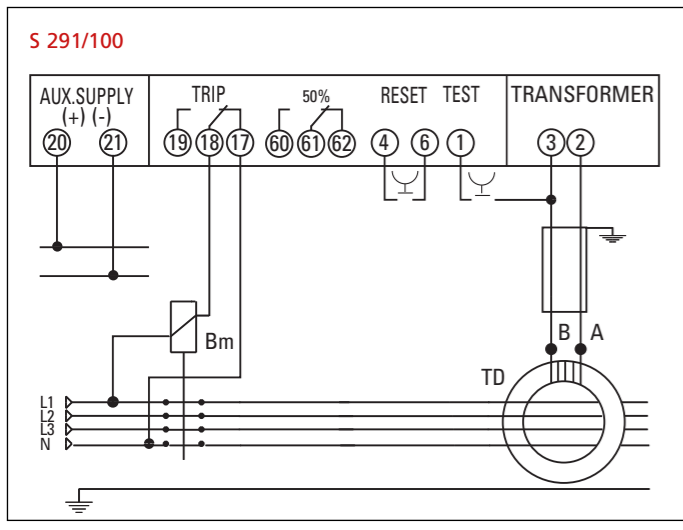 S 291/100
AUX.SUPPLY TRIP 50% RESET TEST TRANSFORMER
(+) (-)
20 21 19 18 17 60 61 62 4 6 1 3 2
Bm
B A
TD
L1
L2
L3
N